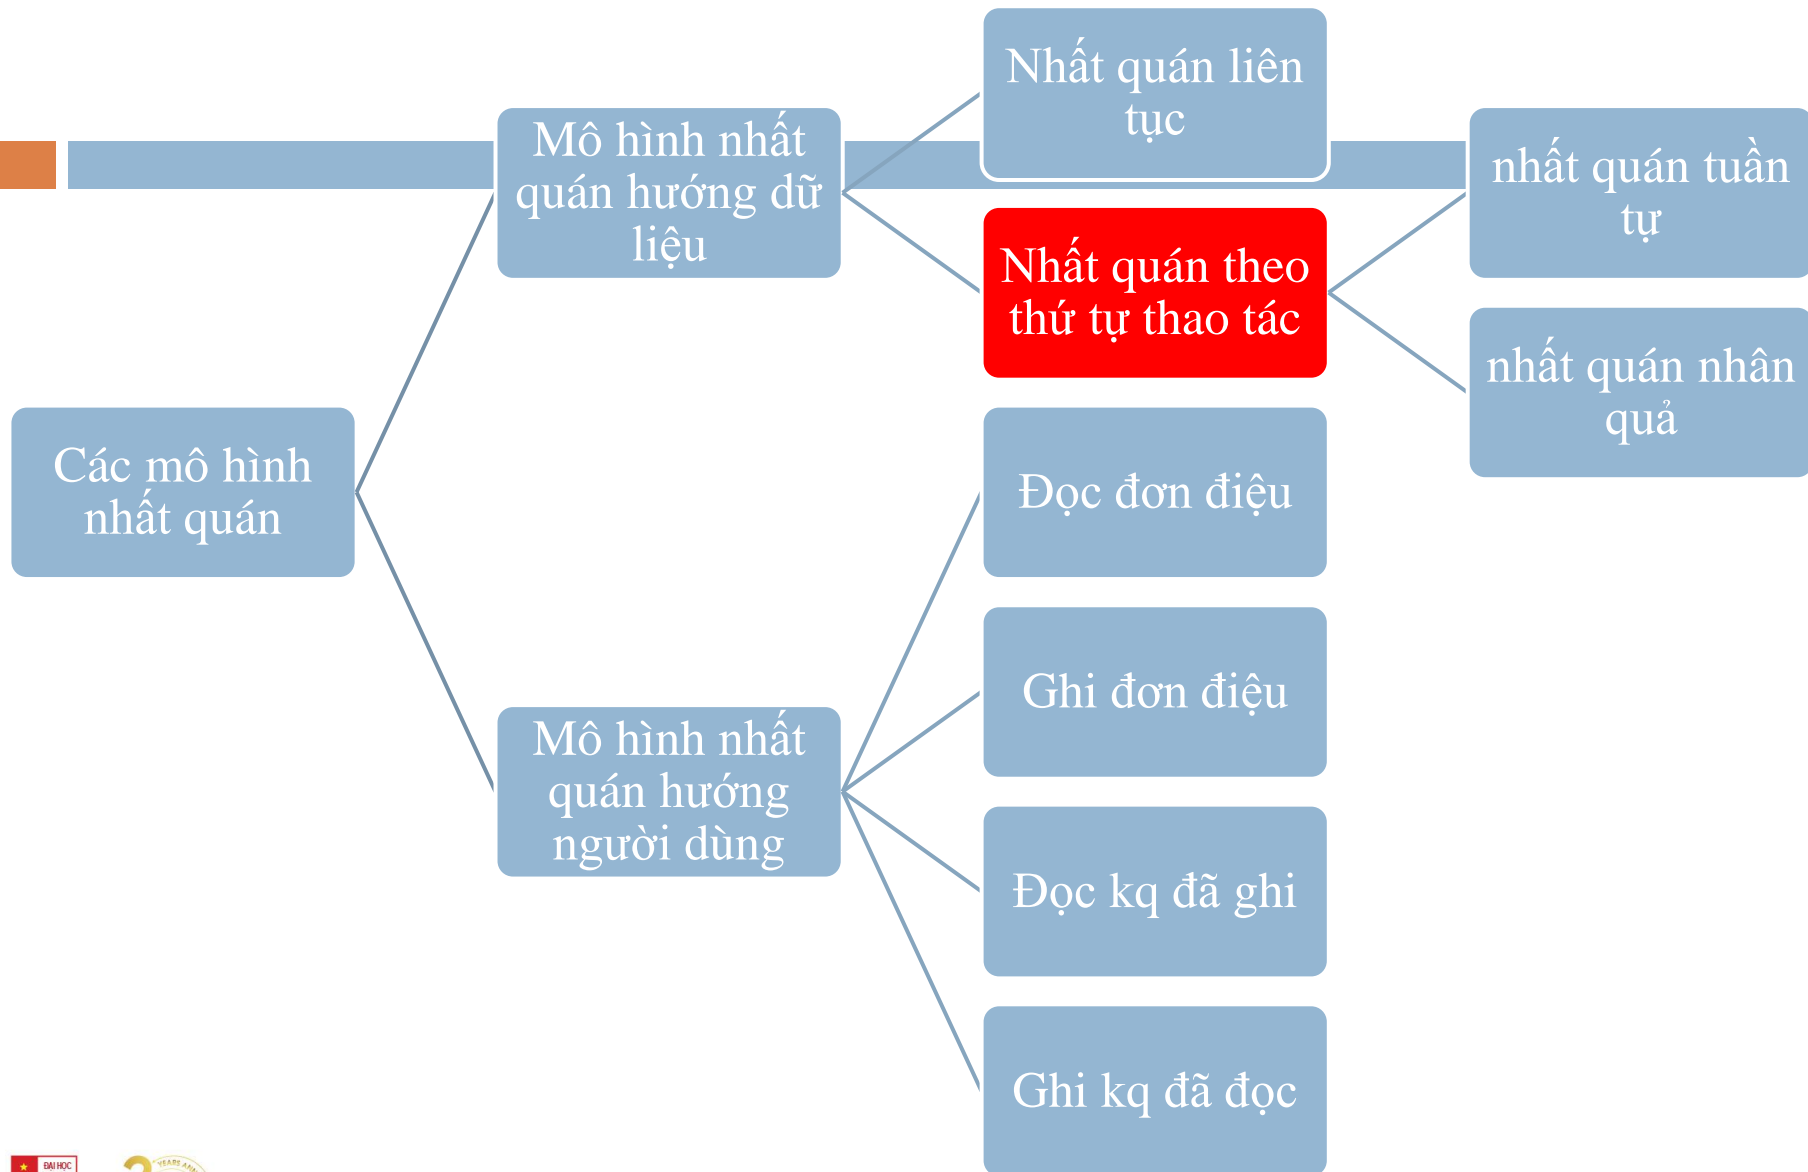 Nhất quán liên
tục
Mô hình nhất
quán hướng dữ
liệu
nhất quán tuần
tự
Nhất quán theo
thứ tự thao tác
nhất quán nhân
quả
Các mô hình
nhất quán
Đọc đơn điệu
Ghi đơn điệu
Mô hình nhất
quán hướng
người dùng
Đọc kq đã ghi
Ghi kq đã đọc
ĐẠI HỌC